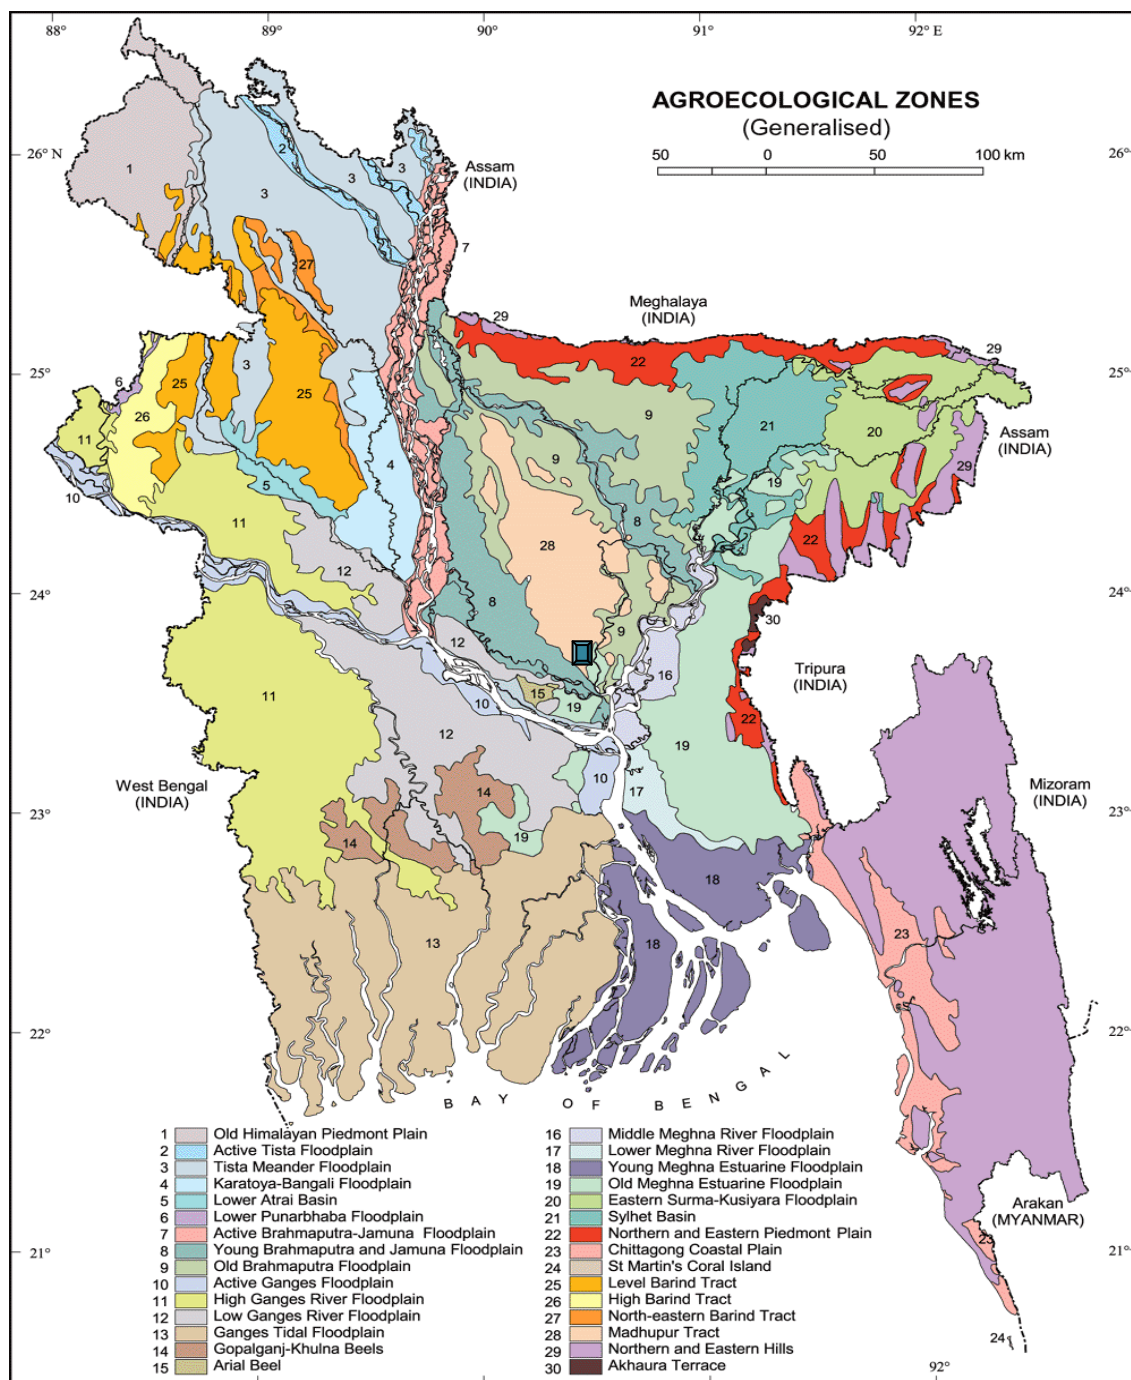 88° 89° 90 91° 92° E
AGROECOLOGICAL ZONES
(Generalised)
50 0 50 100 km
26° N
26°
Assam
(INDIA)
1
2
3
3
3
7
27
Meghalaya
(INDIA)
29
29
22
25°
25°
6
3
25
25
26
11
4
9
9
21
20
Assam
(INDIA)
29
19
10
5
11
8
22
28
12
24°
24°
8
9
30
12
16
Tripura
(INDIA)
15
19
10
11
12
22
19
West Bengal
(INDIA)
10
Mizoram
(INDIA)
14
17
23°
23°
14
19
18
13
18
23
22°
22°
BAY OF BENGAL
1 Old Himalayan Piedmont Plain
2 Active Tista Floodplain
3 Tista Meander Floodplain
4 Karatoya-Bangali Floodplain
5 Lower Atrai Basin
6 Lower Punarbhaba Floodplain
7 Active Brahmaputra-Jamuna Floodplain
8 Young Brahmaputra and Jamuna Floodplain
9 Old Brahmaputra Floodplain
10 Active Ganges Floodplain
11 High Ganges River Floodplain
12 Low Ganges River Floodplain
13 Ganges Tidal Floodplain
14 Gopalganj-Khulna Beels
15 Arial Beel
16 Middle Meghna River Floodplain
17 Lower Meghna River Floodplain
18 Young Meghna Estuarine Floodplain
19 Old Meghna Estuarine Floodplain
20 Eastern Surma-Kusiyara Floodplain
21 Sylhet Basin
22 Northern and Eastern Piedmont Plain
23 Chittagong Coastal Plain
24 St Martin's Coral Island
25 Level Barind Tract
26 High Barind Tract
27 North-eastern Barind Tract
28 Madhupur Tract
29 Northern and Eastern Hills
30 Akhaura Terrace
Arakan
(MYANMAR)
23
21°
21°
24
89° 90 91° 92°